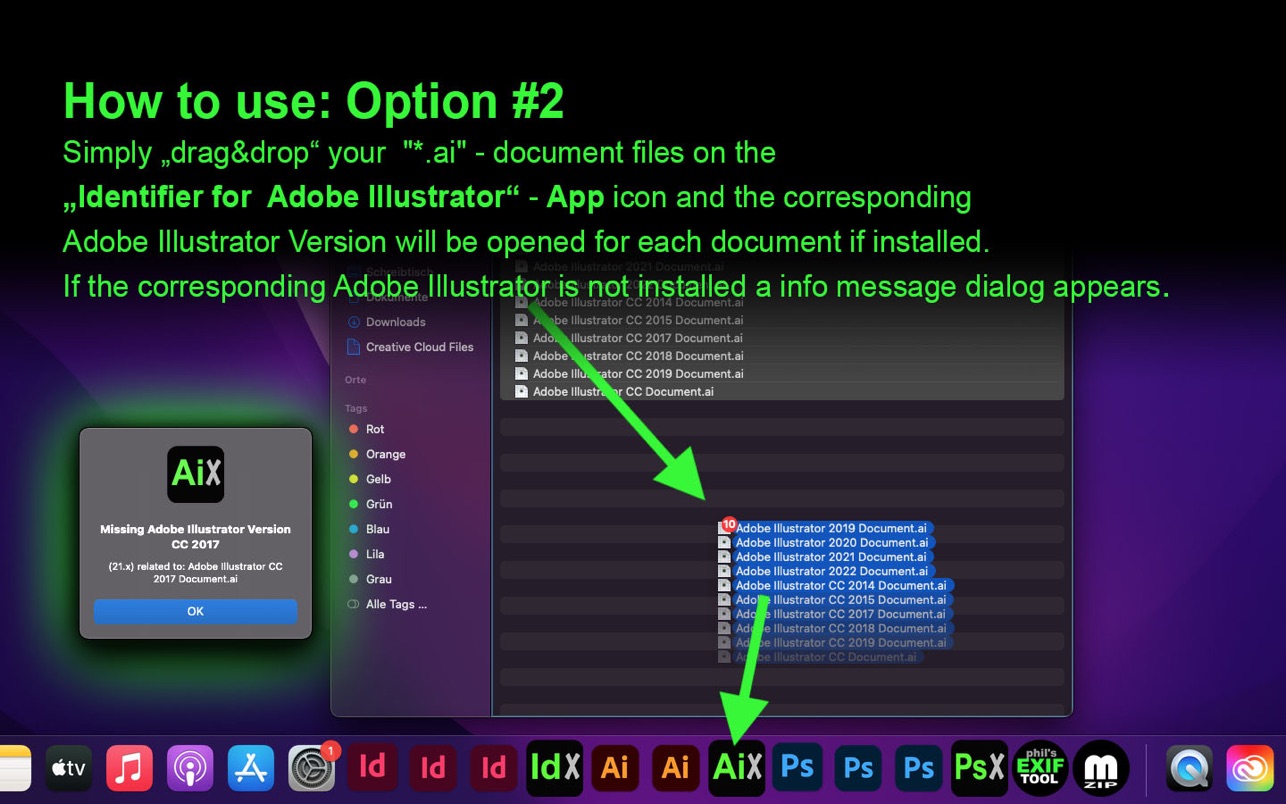 How to use: Option #2
Simply „drag&drop“ your "*.ai" - document files on the
„Identifier for Adobe Illustrator“ - App icon and the corresponding
Adobe Illustrator Version will be opened for each document if installed.
If the corresponding Adobe Illustrator is not installed a info message dialog appears.
Schreibtisch
Dokumente
Downloads
Creative Cloud Files
Orte
Tags
Rot
Orange
Gelb
Grün
Blau
Lila
Grau
Alle Tags ...
Adobe Illustrator 2021 Document.ai
Adobe Illustrator CC 2014 Document.ai
Adobe Illustrator CC 2015 Document.ai
Adobe Illustrator CC 2017 Document.ai
Adobe Illustrator CC 2018 Document.ai
Adobe Illustrator CC 2019 Document.ai
Adobe Illustrator CC Document.ai
AiX
Missing Adobe Illustrator Version
CC 2017
(21.x) related to: Adobe Illustrator CC
2017 Document.ai
OK
10
Adobe Illustrator 2019 Document.ai
Adobe Illustrator 2020 Document.ai
Adobe Illustrator 2021 Document.ai
Adobe Illustrator 2022 Document.ai
Adobe Illustrator CC 2014 Document.ai
Adobe Illustrator CC 2015 Document.ai
Adobe Illustrator CC 2017 Document.ai
Adobe Illustrator CC 2018 Document.ai
Adobe Illustrator CC 2019 Document.ai
Adobe Illustrator CC Document.ai
tv
1
Id
Id
Id
IdX
Ai
Ai
AiX
Ps
Ps
Ps
PsX
phil's
EXIF
TOOL
m
ZIP